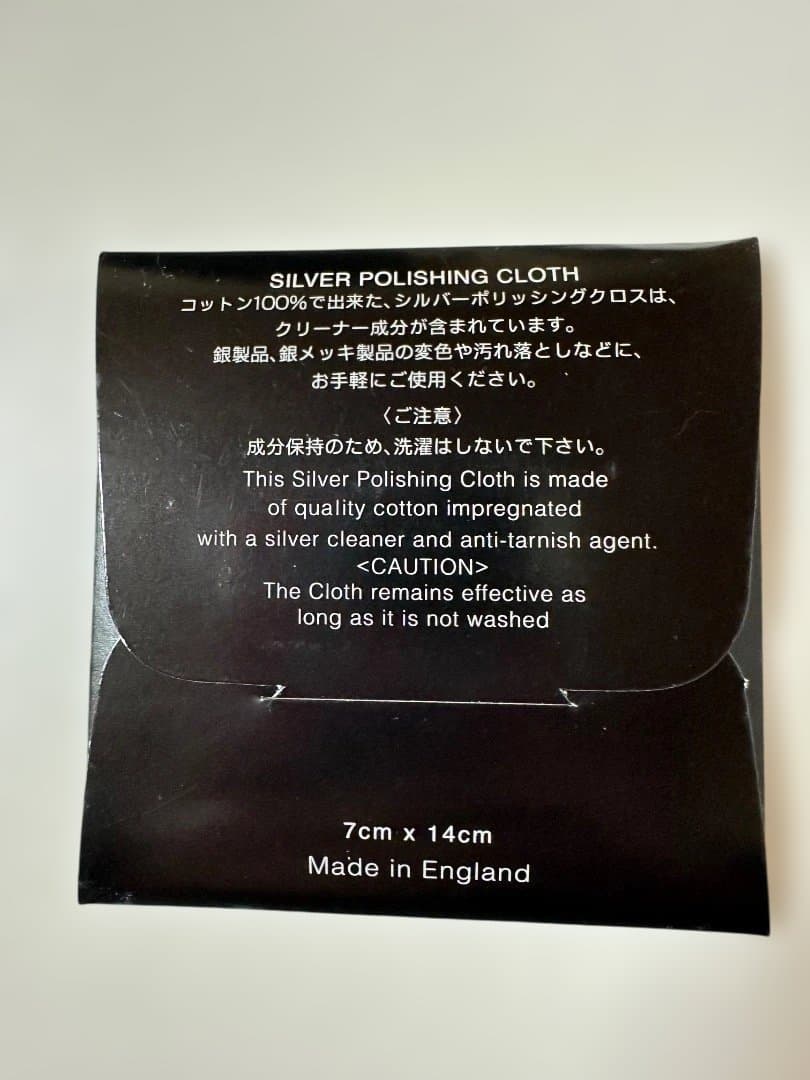 SILVER POLISHING CLOTH
コットン100%で出来た、シルバーポリッシングクロスは、
クリーナー成分が含まれています。
銀製品、銀メッキ製品の変色や汚れ落としなどに、
お手軽にご使用ください。
〈ご注意〉
成分保持のため、洗濯はしないで下さい。
This Silver Polishing Cloth is made
of quality cotton impregnated
with a silver cleaner and anti-tarnish agent.
<CAUTION>
The Cloth remains effective as
long as it is not washed
7cm x 14cm
Made in England